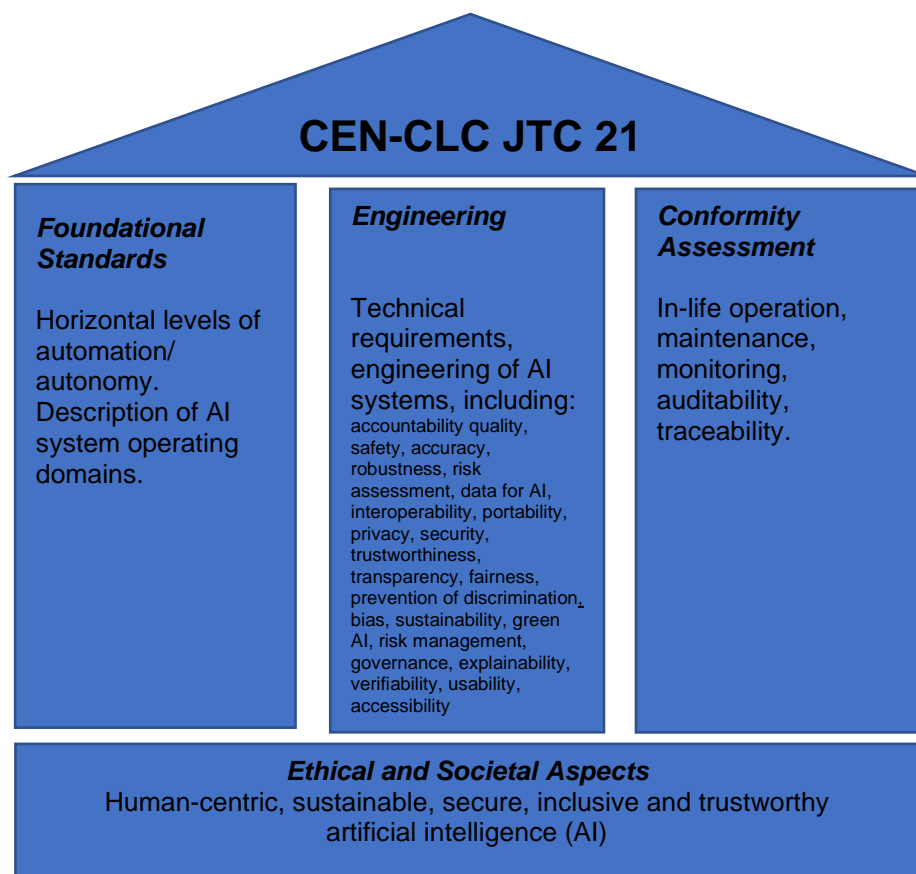 CEN-CLC JTC 21
Foundational
Standards
Horizontal levels of
automation/
autonomy.
Description of AI
system operating
domains.
Engineering
Technical
requirements,
engineering of AI
systems, including:
accountability quality,
safety, accuracy,
robustness, risk
assessment, data for AI,
interoperability, portability,
privacy, security,
trustworthiness,
transparency, fairness,
prevention of discrimination,
bias, sustainability, green
AI, risk management,
governance, explainability,
verifiability, usability,
accessibility
Conformity
Assessment
In-life operation,
maintenance,
monitoring,
auditability,
traceability.
Ethical and Societal Aspects
Human-centric, sustainable, secure, inclusive and trustworthy
artificial intelligence (AI)